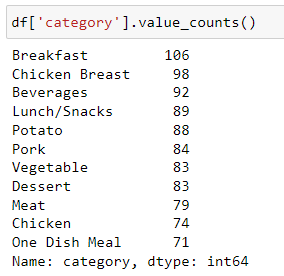 df['category'].value_counts()
Breakfast 106
Chicken Breast 98
Beverages 92
Lunch/Snacks 89
Potato 88
Pork 84
Vegetable 83
Dessert 83
Meat 79
Chicken 74
One Dish Meal 71
Name: category, dtype: int64